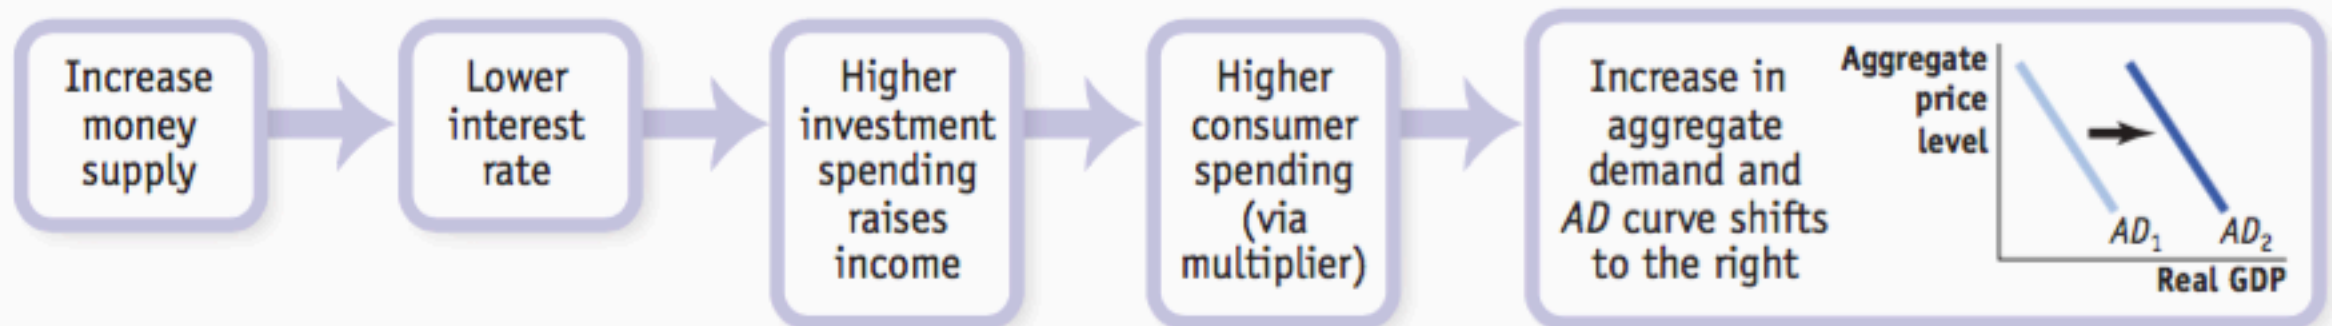 Increase
money
supply
Lower
interest
rate
Higher
investment
spending
raises
income
Higher
consumer
spending
(via
multiplier)
Increase in
aggregate
demand and
AD curve shifts
to the right
Aggregate
price
level
AD₁
AD₂
Real GDP